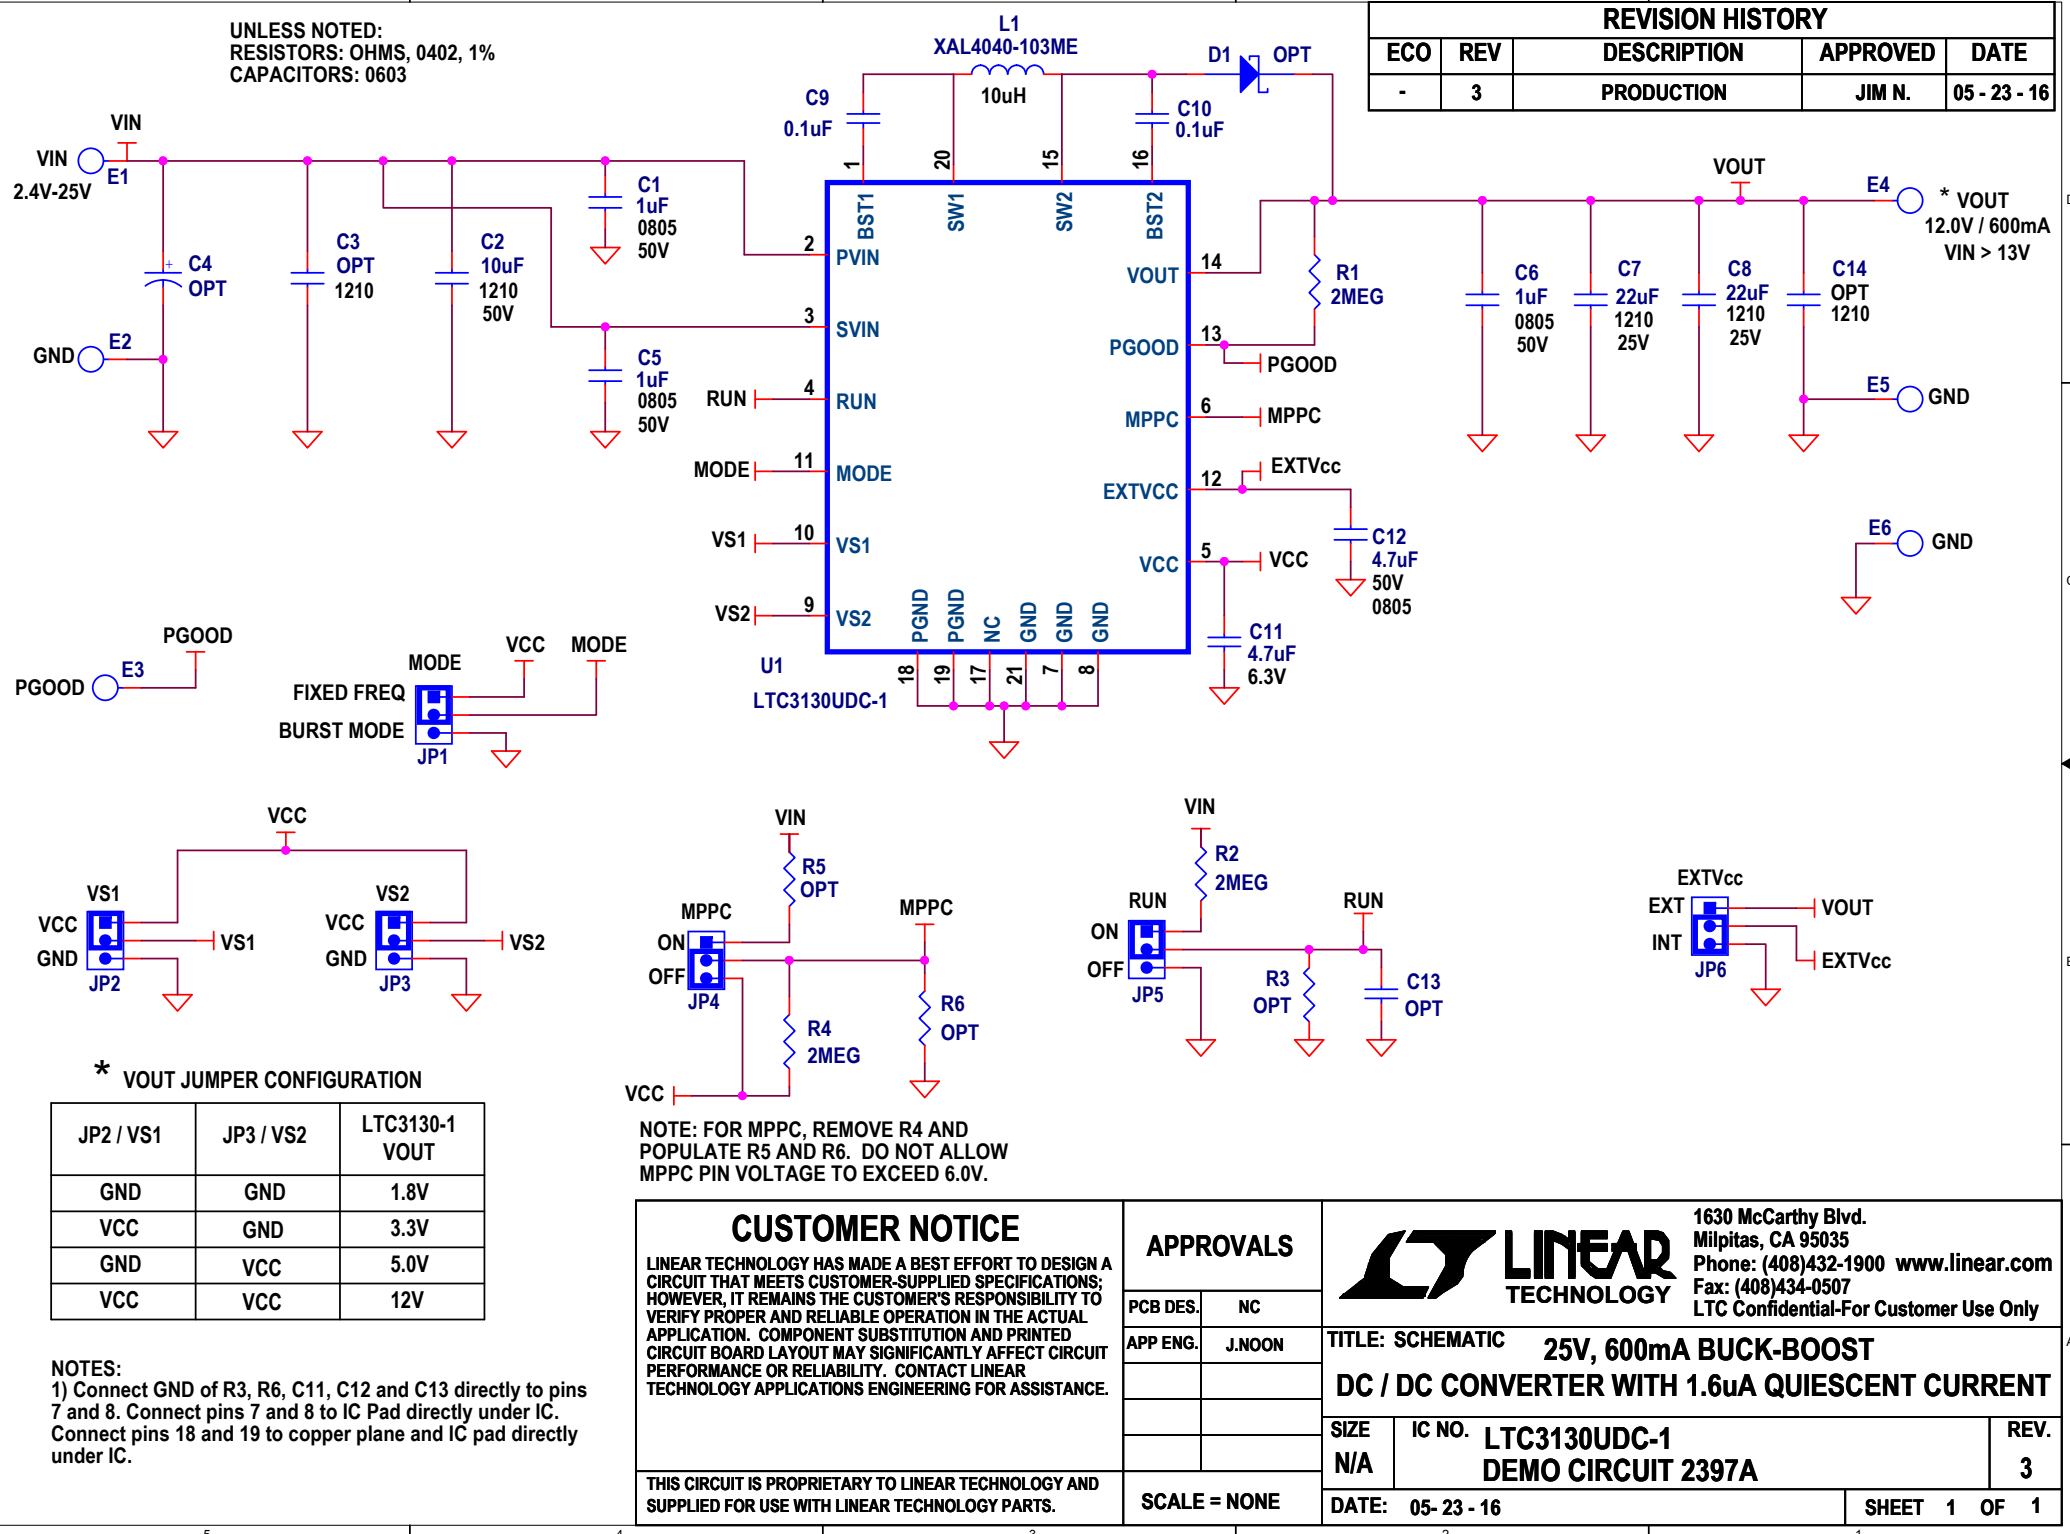 UNLESS NOTED:
RESISTORS: OHMS, 0402, 1%
CAPACITORS: 0603
REVISION HISTORY
ECO REV DESCRIPTION APPROVED DATE
- 3 PRODUCTION JIM N. 05 - 23 - 16
L1
XAL4040-103ME
10uH
D1 OPT
C9
0.1uF
C10
0.1uF
1 20 15 16
BST1 SW1 SW2 BST2
VIN
VIN E1
2.4V-25V
C4
+
OPT
C3
OPT
1210
C2
10uF
1210
50V
C1
1uF
0805
50V
C5
1uF
0805
50V
GND E2
2 PVIN
3 SVIN
RUN 4 RUN
MODE 11 MODE
VS1 10 VS1
VS2 9 VS2
VOUT 14
PGOOD 13
PGOOD
MPPC 6 MPPC
EXTVCC 12 EXTVcc
VCC 5 VCC
R1
2MEG
C12
4.7uF
50V
0805
C11
4.7uF
6.3V
PGND PGND NC GND GND GND
18 19 17 21 7 8
U1
LTC3130UDC-1
VOUT
E4 * VOUT
12.0V / 600mA
VIN > 13V
C6
1uF
0805
50V
C7
22uF
1210
25V
C8
22uF
1210
25V
C14
OPT
1210
E5 GND
E6 GND
PGOOD
PGOOD E3
MODE VCC MODE
FIXED FREQ
BURST MODE
JP1
VCC
VS1
VCC
GND
VS1
JP2
VS2
VCC
GND
VS2
JP3
VIN
R5
OPT
MPPC
MPPC
ON
OFF
JP4
R4
2MEG
R6
OPT
VCC
NOTE: FOR MPPC, REMOVE R4 AND
POPULATE R5 AND R6. DO NOT ALLOW
MPPC PIN VOLTAGE TO EXCEED 6.0V.
VIN
R2
2MEG
RUN
RUN
ON
OFF
JP5
R3
OPT
C13
OPT
EXTVcc
EXT VOUT
INT EXTVcc
JP6
* VOUT JUMPER CONFIGURATION
JP2 / VS1 JP3 / VS2 LTC3130-1
VOUT
GND GND 1.8V
VCC GND 3.3V
GND VCC 5.0V
VCC VCC 12V
NOTES:
1) Connect GND of R3, R6, C11, C12 and C13 directly to pins
7 and 8. Connect pins 7 and 8 to IC Pad directly under IC.
Connect pins 18 and 19 to copper plane and IC pad directly
under IC.
CUSTOMER NOTICE
LINEAR TECHNOLOGY HAS MADE A BEST EFFORT TO DESIGN A
CIRCUIT THAT MEETS CUSTOMER-SUPPLIED SPECIFICATIONS;
HOWEVER, IT REMAINS THE CUSTOMER'S RESPONSIBILITY TO
VERIFY PROPER AND RELIABLE OPERATION IN THE ACTUAL
APPLICATION. COMPONENT SUBSTITUTION AND PRINTED
CIRCUIT BOARD LAYOUT MAY SIGNIFICANTLY AFFECT CIRCUIT
PERFORMANCE OR RELIABILITY. CONTACT LINEAR
TECHNOLOGY APPLICATIONS ENGINEERING FOR ASSISTANCE.
THIS CIRCUIT IS PROPRIETARY TO LINEAR TECHNOLOGY AND
SUPPLIED FOR USE WITH LINEAR TECHNOLOGY PARTS.
APPROVALS
PCB DES. NC
APP ENG. J.NOON
SCALE = NONE
LINEAR
TECHNOLOGY
1630 McCarthy Blvd.
Milpitas, CA 95035
Phone: (408)432-1900 www.linear.com
Fax: (408)434-0507
LTC Confidential-For Customer Use Only
TITLE: SCHEMATIC 25V, 600mA BUCK-BOOST
DC / DC CONVERTER WITH 1.6uA QUIESCENT CURRENT
SIZE
N/A
IC NO. LTC3130UDC-1
DEMO CIRCUIT 2397A
REV.
3
DATE: 05- 23 - 16
SHEET 1 OF 1